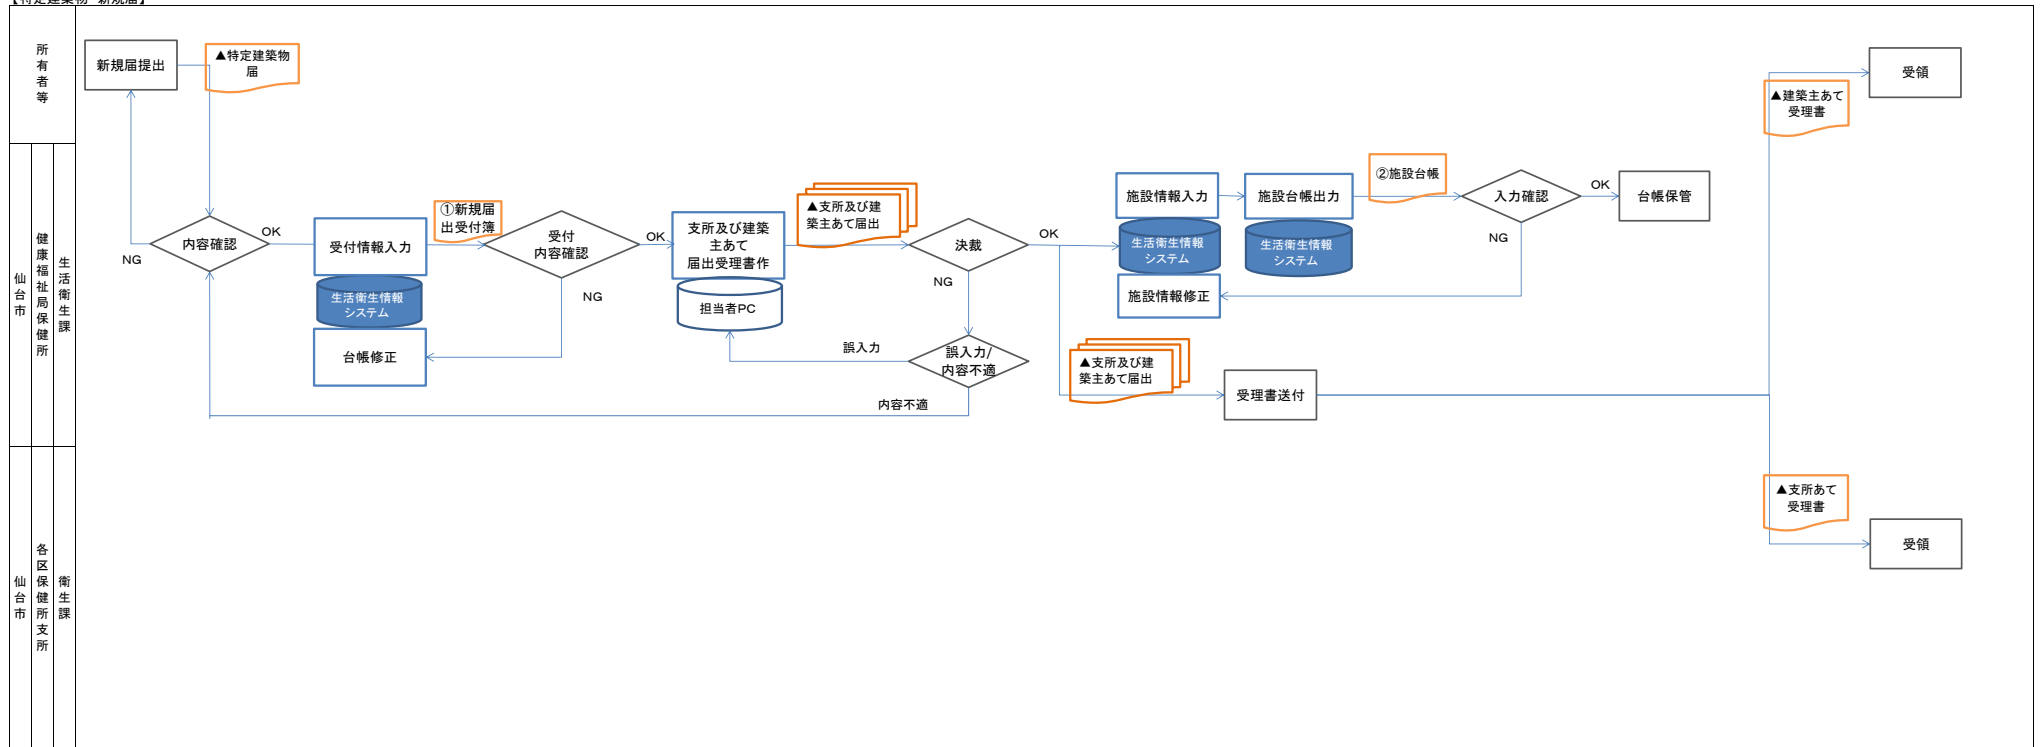 【特定建築物 新規届】
所有者等
新規届提出
▲特定建築物
届
受領
▲建築主あて
受理書
仙台市
健康福祉局保健所
生活衛生課
内容確認
OK
NG
受付情報入力
生活衛生情報
システム
台帳修正
①新規届
出受付簿
受付
内容確認
OK
NG
支所及び建築
主あて
届出受理書作
担当者PC
▲支所及び建
築主あて届出
決裁
OK
NG
誤入力/
内容不適
誤入力
内容不適
施設情報入力
生活衛生情報
システム
施設情報修正
施設台帳出力
生活衛生情報
システム
②施設台帳
入力確認
OK
NG
台帳保管
▲支所及び建
築主あて届出
受理書送付
仙台市
各区保健所支所
衛生課
▲支所あて
受理書
受領